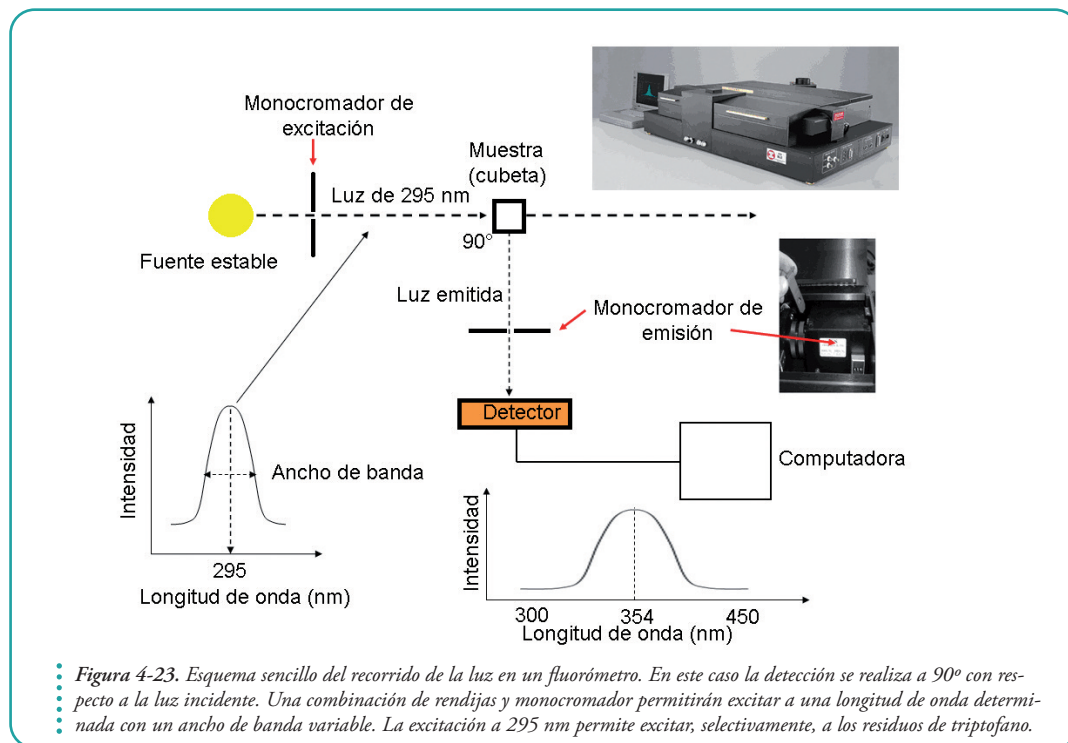 Monocromador de
excitación
Muestra
(cubeta)
Luz de 295 nm
90°
Fuente estable
Luz emitida
Monocromador de
emisión
Detector
Computadora
Intensidad
Ancho de banda
295
Longitud de onda (nm)
Intensidad
300 354 450
Longitud de onda (nm)
Figura 4-23. Esquema sencillo del recorrido de la luz en un fluorómetro. En este caso la detección se realiza a 90º con res-
pecto a la luz incidente. Una combinación de rendijas y monocromador permitirán excitar a una longitud de onda determi-
nada con un ancho de banda variable. La excitación a 295 nm permite excitar, selectivamente, a los residuos de triptofano.